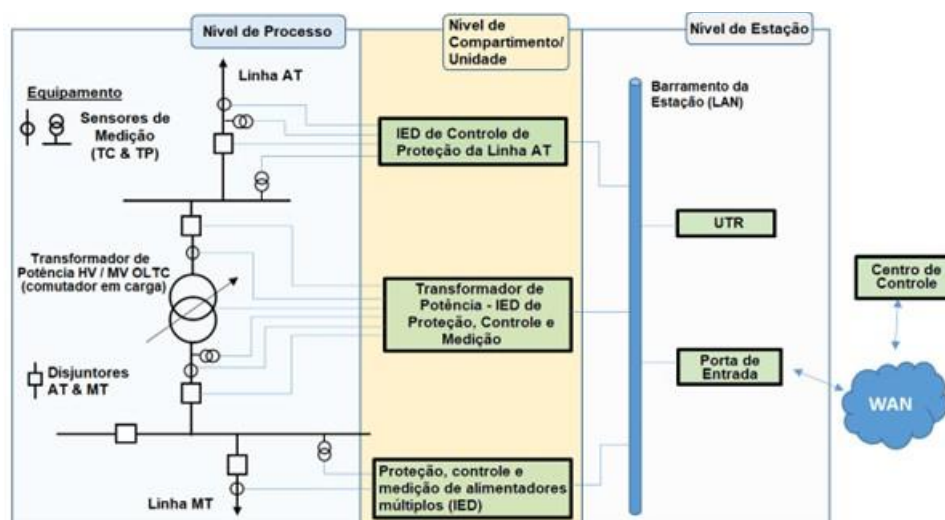 Nível de Processo
Nível de
Compartimento/
Unidade
Nível de Estação
Linha AT
Equipamento
Sensores de
Medição
(TC & TP)
Transformador de
Potência HV / MV OLTC
(comutador em carga)
Disjuntores
AT & MT
Linha MT
IED de Controle de
Proteção da Linha AT
Transformador de
Potência - IED de
Proteção, Controle e
Medição
Proteção, controle e
medição de alimentadores
múltiplos (IED)
Barramento da
Estação (LAN)
UTR
Porta de
Entrada
Centro de
Controle
WAN